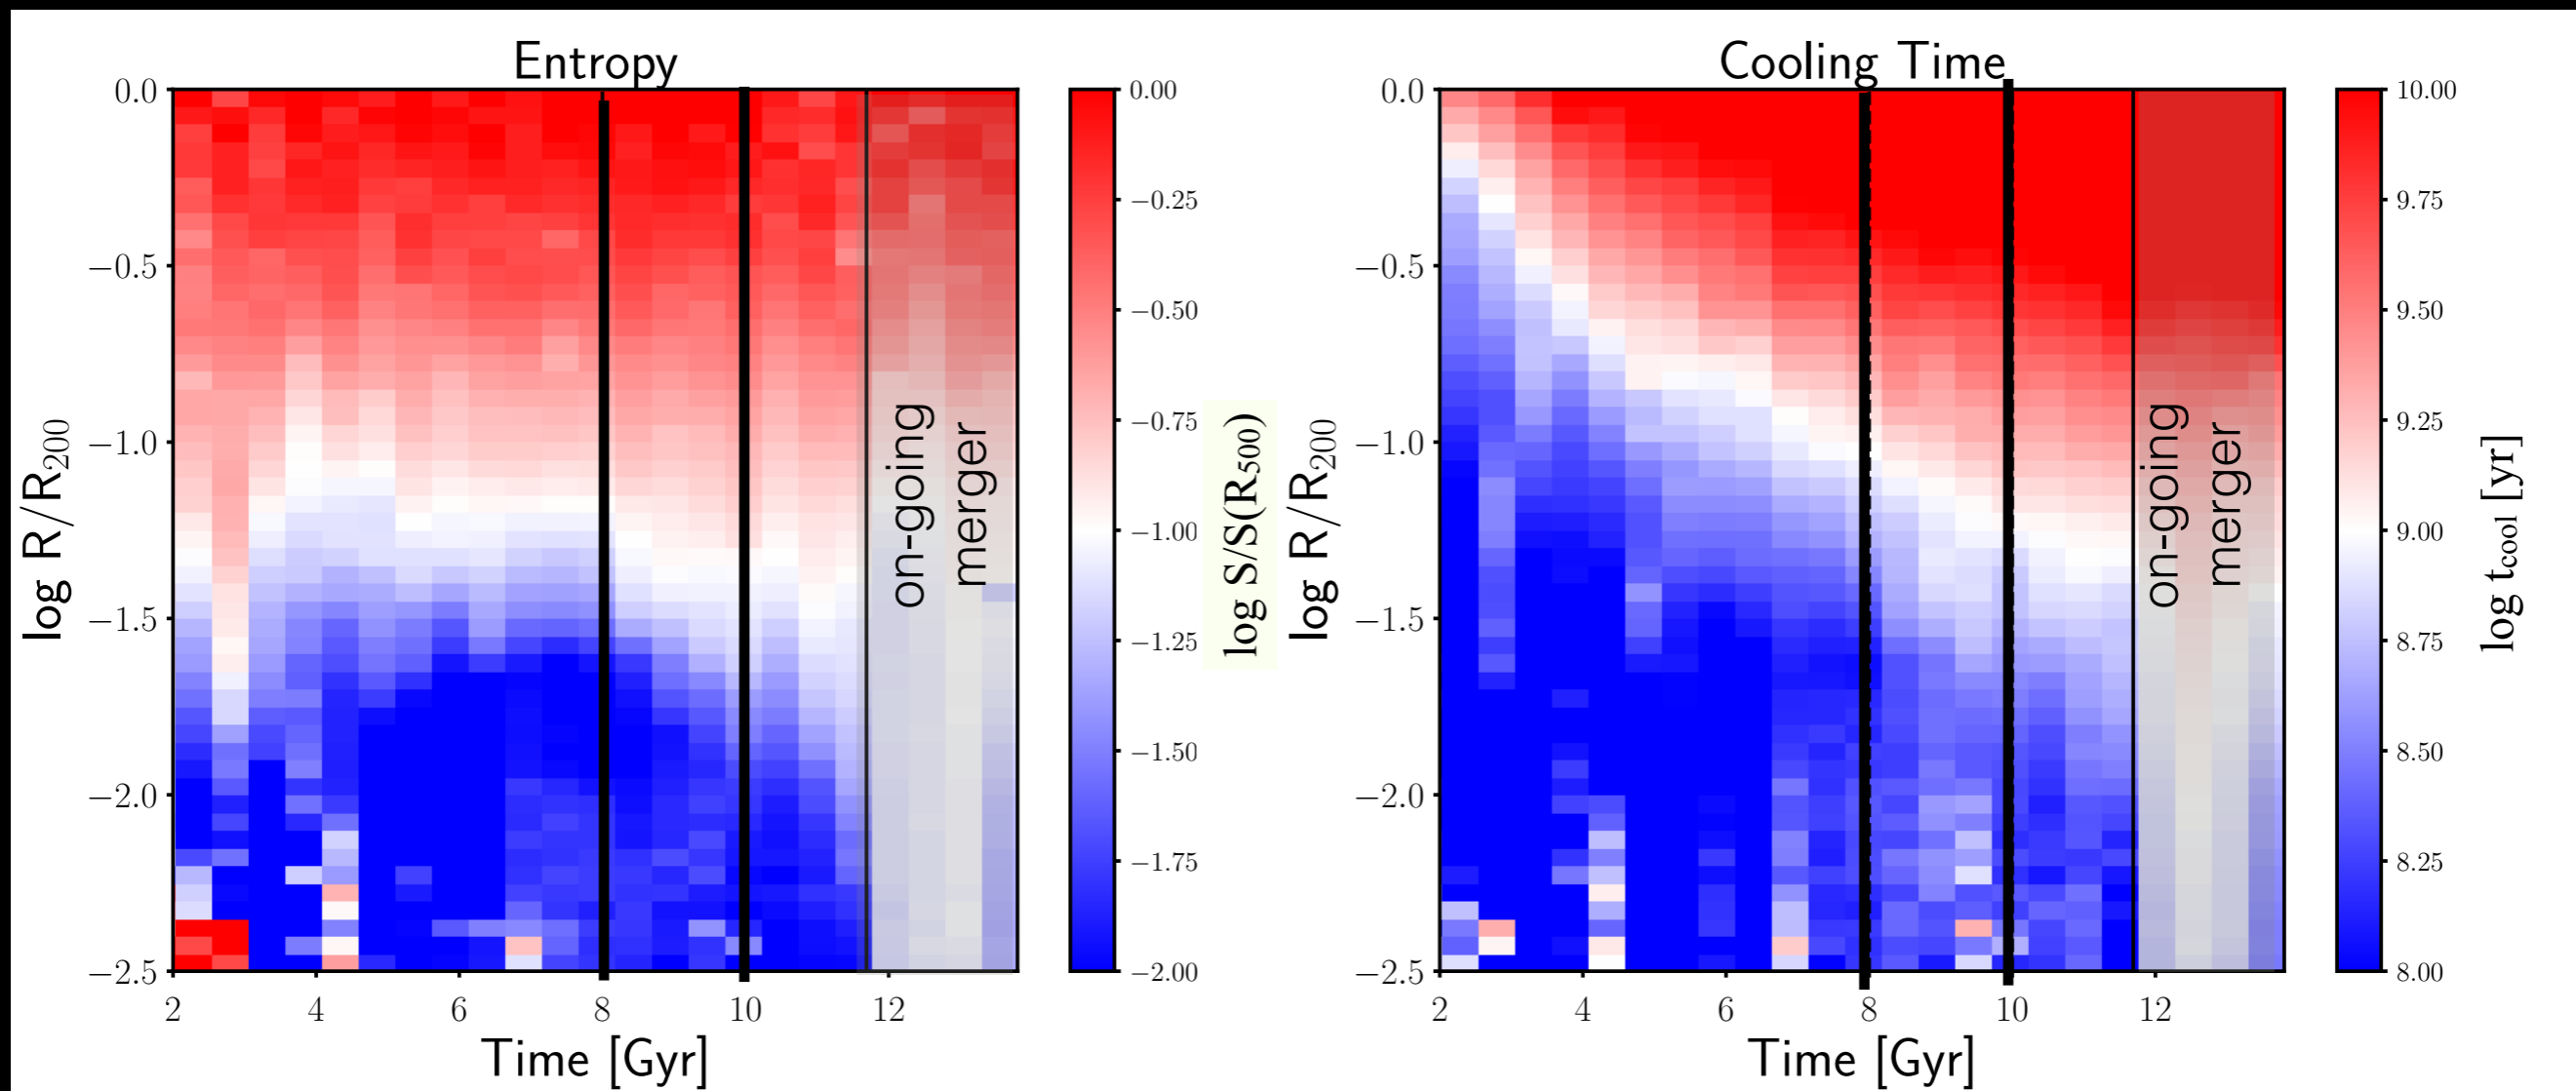 Entropy
0.0
−0.5
−1.0
−1.5
−2.0
−2.5
log R/R200
2 4 6 8 10 12
Time [Gyr]
on-going
merger
0.00
−0.25
−0.50
−0.75
−1.00
−1.25
−1.50
−1.75
−2.00
log S/S(R500)
Cooling Time
0.0
−0.5
−1.0
−1.5
−2.0
−2.5
log R/R200
2 4 6 8 10 12
Time [Gyr]
on-going
merger
10.00
9.75
9.50
9.25
9.00
8.75
8.50
8.25
8.00
log tcool [yr]